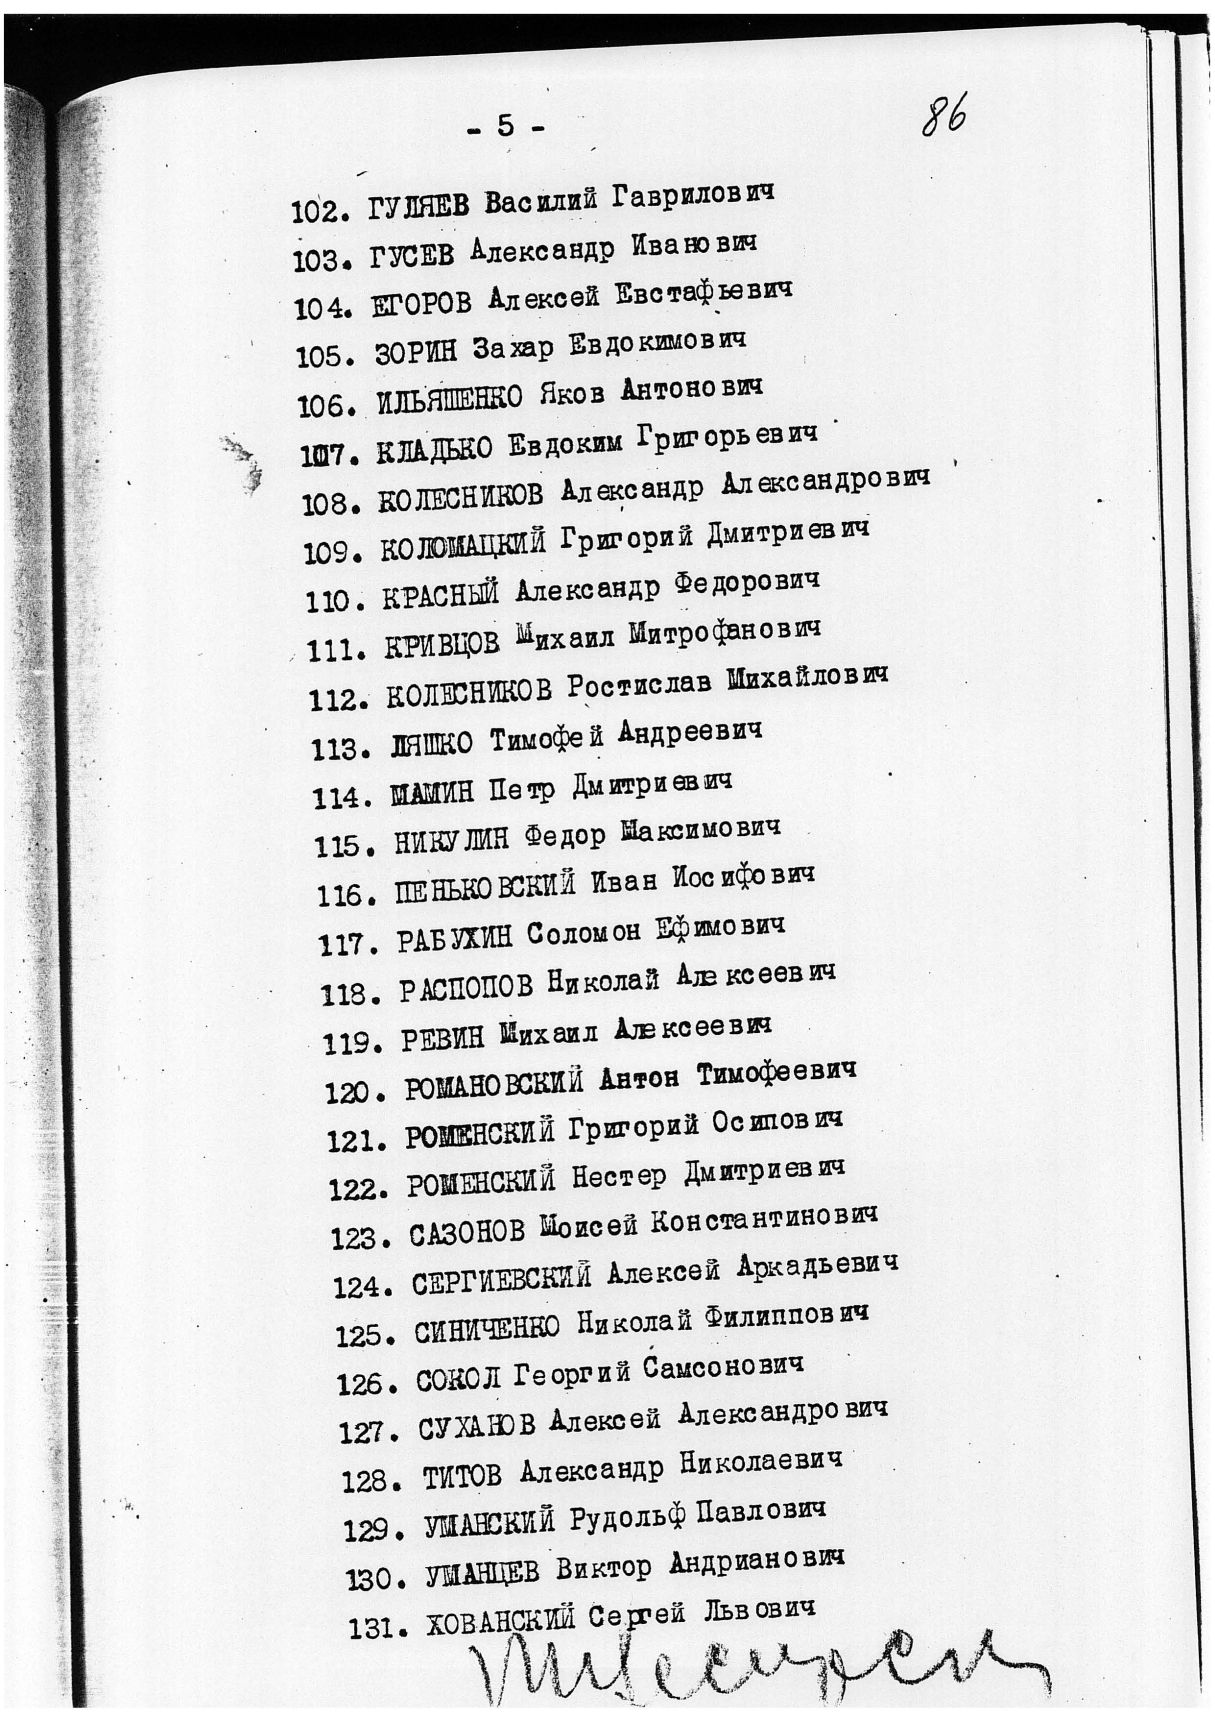 - 5 -
86
102. ГУЛЯЕВ Василий Гаврилович
103. ГУСЕВ Александр Иванович
104. ЕГОРОВ Алексей Евстафьевич
105. ЗОРИН Захар Евдокимович
106. ИЛЬЯШЕНКО Яков Антонович
107. КЛАДЬКО Евдоким Григорьевич
108. КОЛЕСНИКОВ Александр Александрович
109. КОЛОМАЦКИЙ Григорий Дмитриевич
110. КРАСНЫЙ Александр Федорович
111. КРИВЦОВ Михаил Митрофанович
112. КОЛЕСНИКОВ Ростислав Михайлович
113. ЛЯШКО Тимофей Андреевич
114. МАМИН Петр Дмитриевич
115. НИКУЛИН Федор Максимович
116. ПЕНЬКОВСКИЙ Иван Иосифович
117. РАБУХИН Соломон Ефимович
118. РАСПОПОВ Николай Алексеевич
119. РЕВИН Михаил Алексеевич
120. РОМАНОВСКИЙ Антон Тимофеевич
121. РОМЕНСКИЙ Григорий Осипович
122. РОМЕНСКИЙ Нестер Дмитриевич
123. САЗОНОВ Моисей Константинович
124. СЕРГИЕВСКИЙ Алексей Аркадьевич
125. СИНИЧЕНКО Николай Филиппович
126. СОКОЛ Георгий Самсонович
127. СУХАНОВ Алексей Александрович
128. ТИТОВ Александр Николаевич
129. УМАНСКИЙ Рудольф Павлович
130. УМАНЦЕВ Виктор Андрианович
131. ХОВАНСКИЙ Сергей Львович